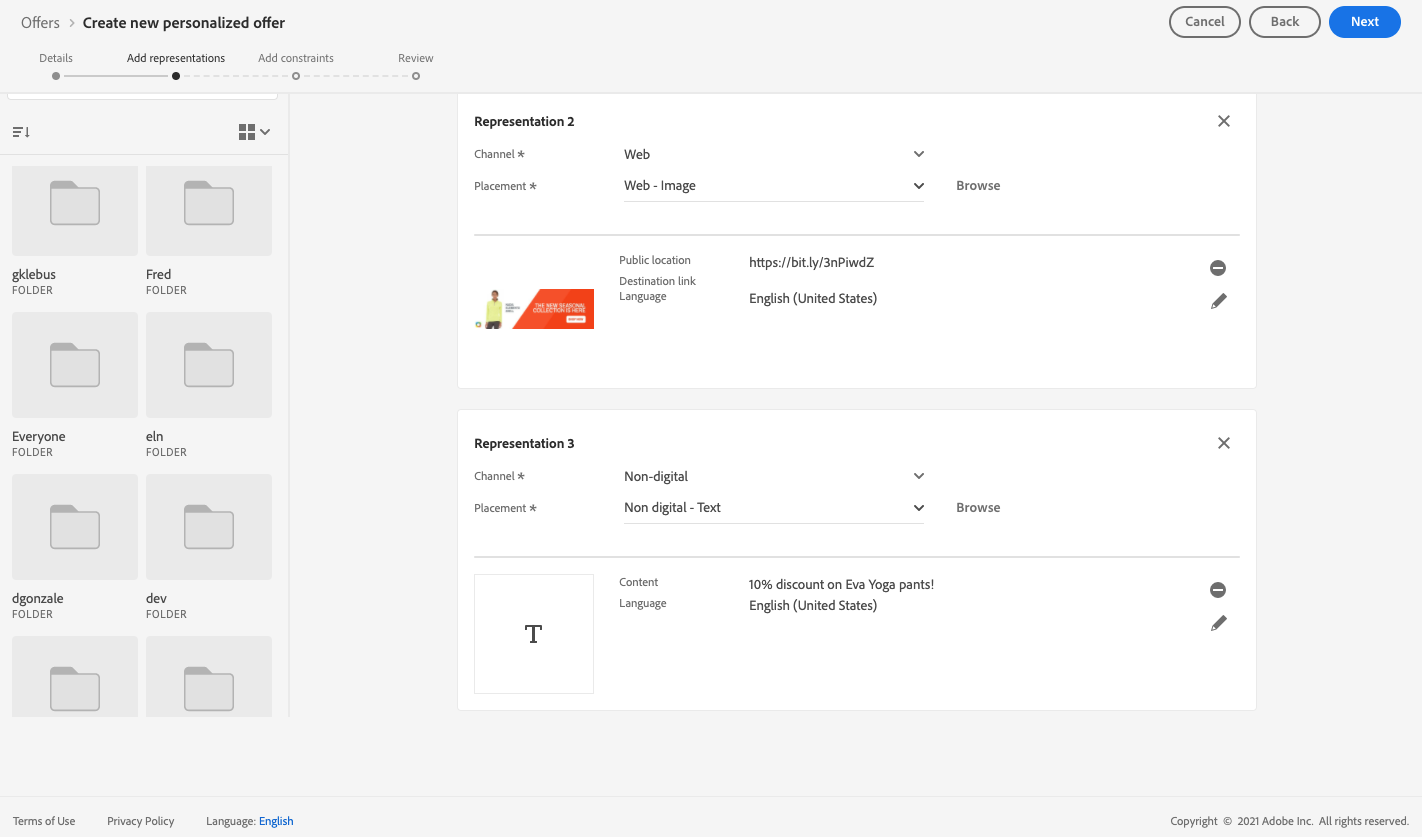 Offers > Create new personalized offer
Cancel
Back
Next
Details
Add representations
Add constraints
Review
gklebus
FOLDER
Fred
FOLDER
Everyone
FOLDER
eln
FOLDER
dgonzale
FOLDER
dev
FOLDER
Representation 2
Channel *
Web
Placement *
Web - Image
Browse
THE NEW SEASONAL
COLLECTION IS HERE
Public location
https://bit.ly/3nPiwdZ
Destination link
Language
English (United States)
Representation 3
Channel *
Non-digital
Placement *
Non digital - Text
Browse
T
Content
10% discount on Eva Yoga pants!
Language
English (United States)
Terms of Use
Privacy Policy
Language: English
Copyright © 2021 Adobe Inc. All rights reserved.